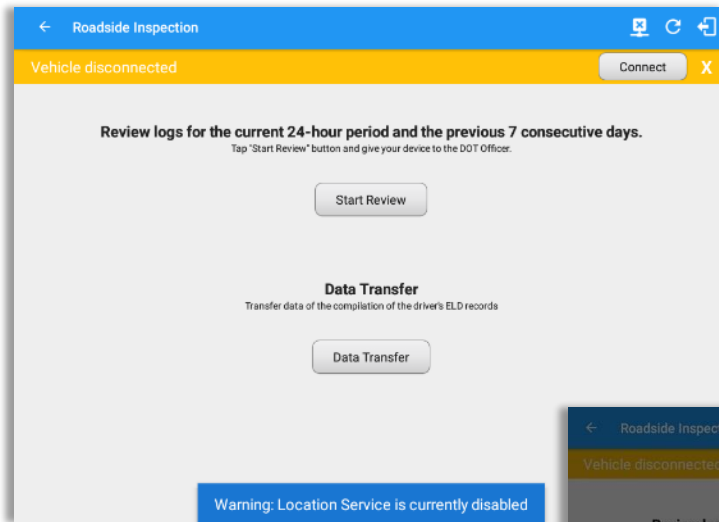 Roadside Inspection
Vehicle disconnected
Connect
X
Review logs for the current 24-hour period and the previous 7 consecutive days.
Tap "Start Review" button and give your device to the DOT Officer.
Start Review
Data Transfer
Transfer data of the compilation of the driver's ELD records
Data Transfer
Warning: Location Service is currently disabled
Roadside Inspect
Vehicle disconnected